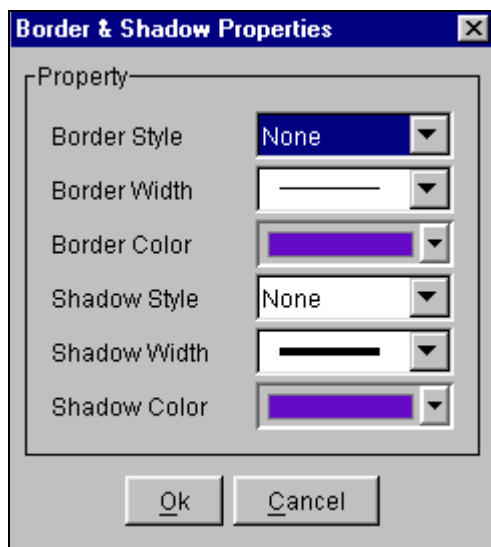 Border & Shadow Properties
Property
Border Style None
Border Width
Border Color
Shadow Style None
Shadow Width
Shadow Color
Ok Cancel